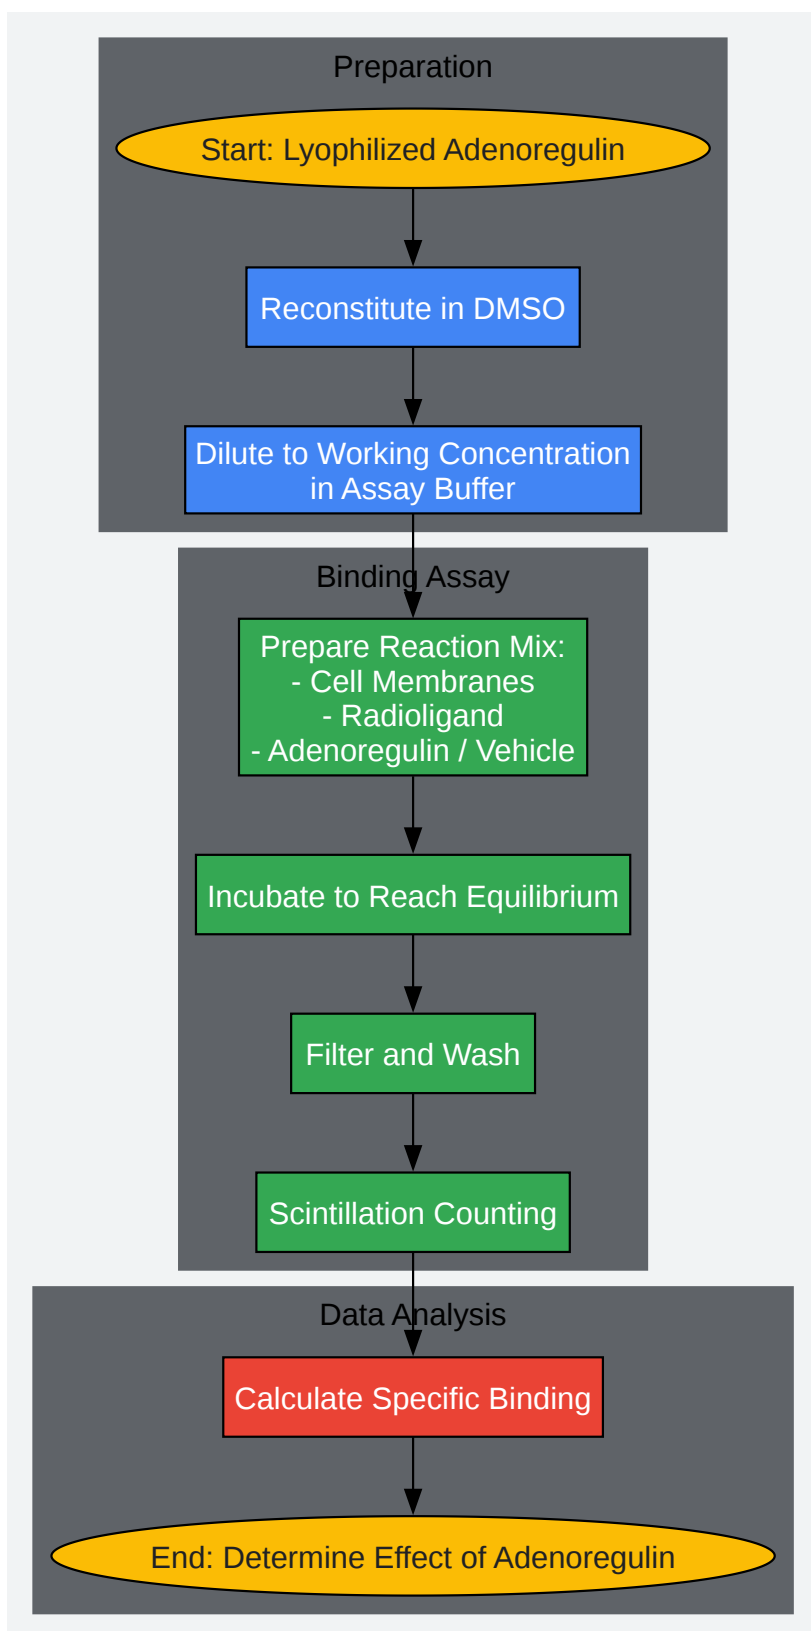 Preparation
Start: Lyophilized Adenoregulin
Reconstitute in DMSO
Dilute to Working Concentration
in Assay Buffer
Binding Assay
Prepare Reaction Mix:
- Cell Membranes
- Radioligand
- Adenoregulin / Vehicle
Incubate to Reach Equilibrium
Filter and Wash
Scintillation Counting
Data Analysis
Calculate Specific Binding
End: Determine Effect of Adenoregulin